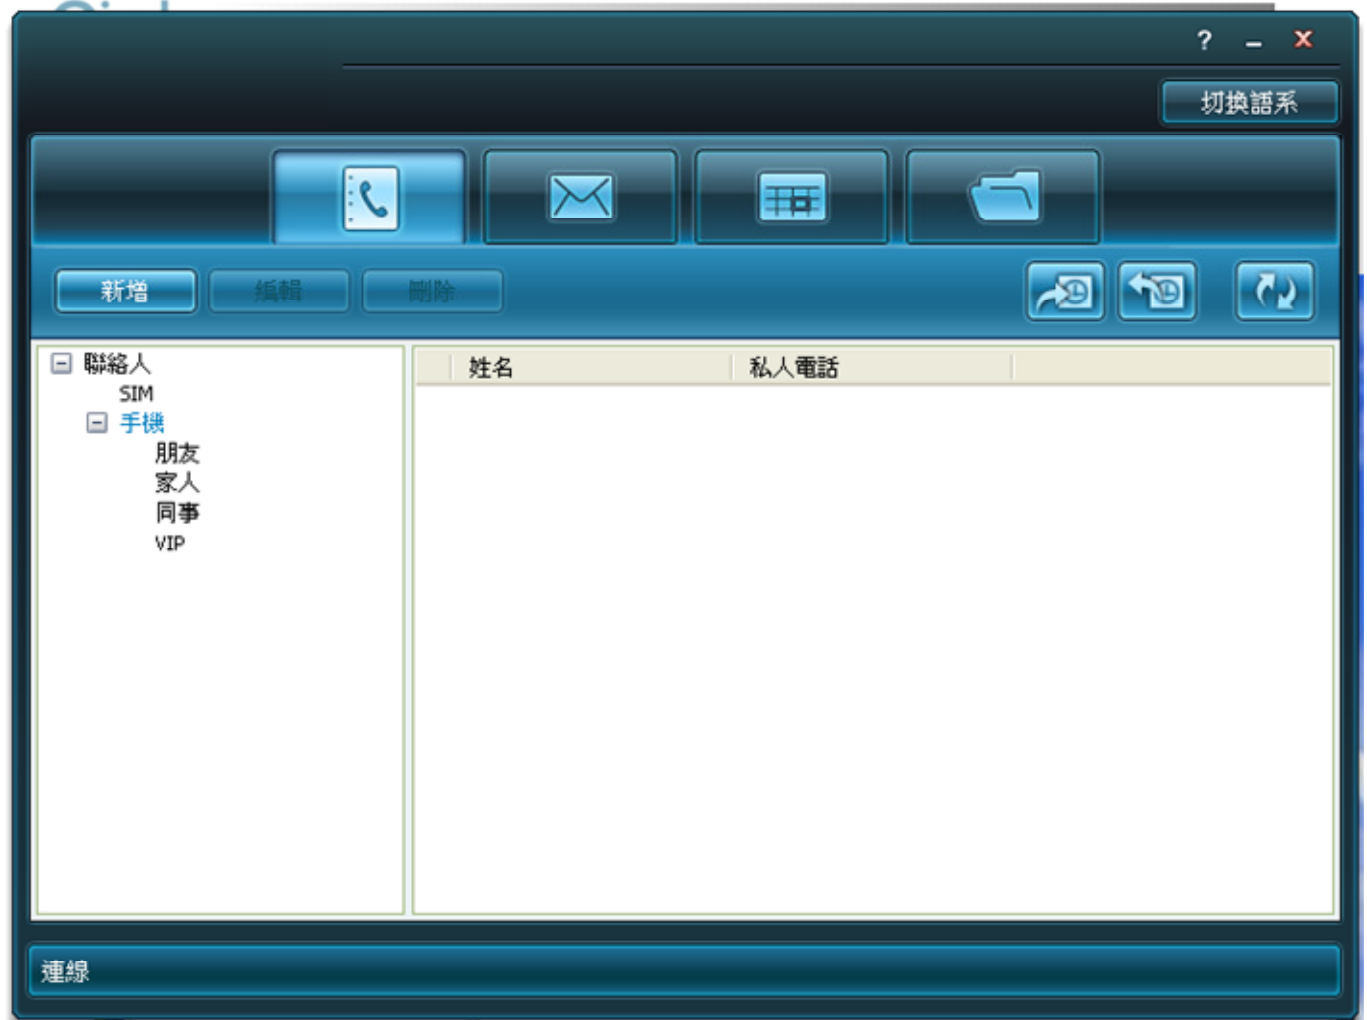 ?
切換語系
新增 編輯 刪除
聯絡人
SIM
手機
朋友
家人
同事
VIP
姓名 私人電話
連線